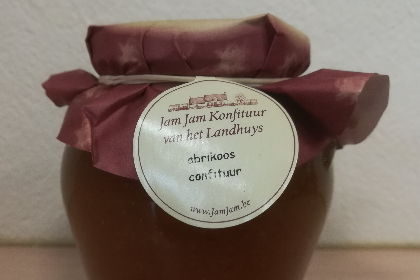 Jam Jam Konfituur
van het Landhuys
abrikoos
confituur
www.jamjam.be